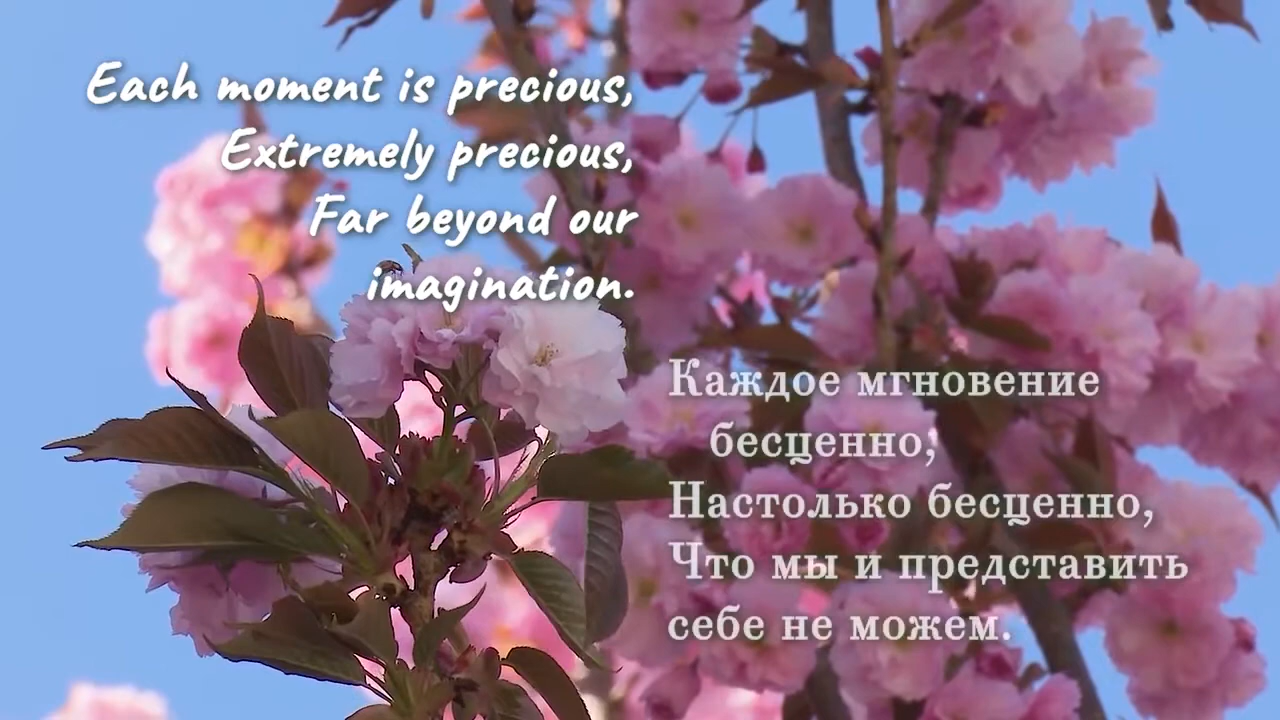 Each moment is precious,
Extremely precious,
Far beyond our
imagination.
Каждое мгновение
бесценно;
Настолько бесценно,
Что мы и представить
себе не можем.